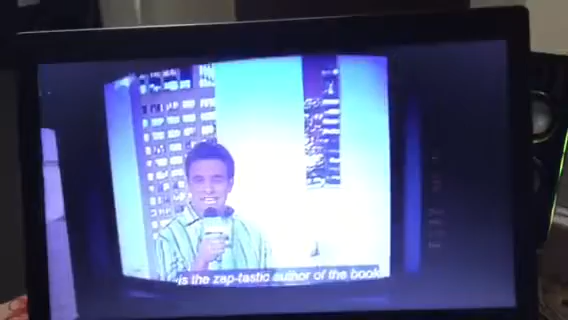 is the zap-tastic author of the book